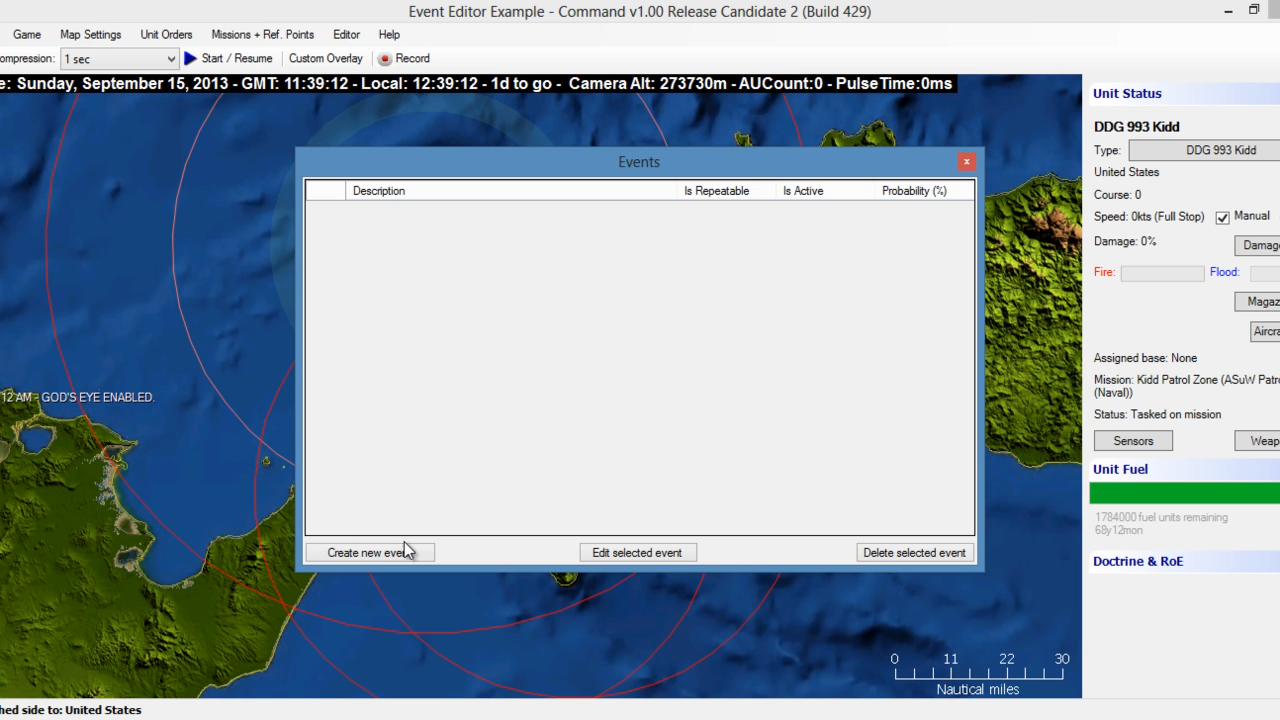 Event Editor Example - Command v1.00 Release Candidate 2 (Build 429)
Game Map Settings Unit Orders Missions + Ref. Points Editor Help
ompression: 1 sec Start / Resume Custom Overlay Record
e: Sunday, September 15, 2013 - GMT: 11:39:12 - Local: 12:39:12 - 1d to go - Camera Alt: 273730m - AUCount:0 - PulseTime:0ms
Events
x
Description Is Repeatable Is Active Probability (%)
12 AM - GOD'S EYE ENABLED.
Create new even Edit selected event Delete selected event
0 11 22 30
Nautical miles
Unit Status
DDG 993 Kidd
Type: DDG 993 Kidd
United States
Course: 0
Speed: 0kts (Full Stop) Manual
Damage: 0% Damag
Fire: Flood:
Magaz
Aircra
Assigned base: None
Mission: Kidd Patrol Zone (ASuW Patro
(Naval))
Status: Tasked on mission
Sensors Weap
Unit Fuel
1784000 fuel units remaining
68y12mon
Doctrine & RoE
hed side to: United States